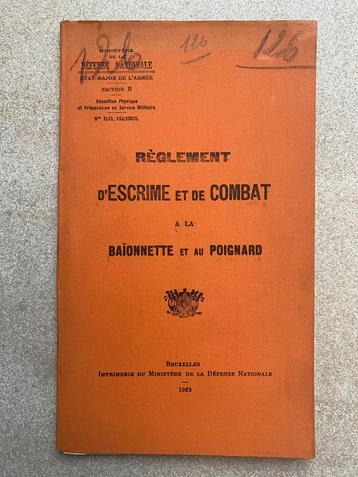 MINISTÈRE
DE LA
DÉFENSE NATIONALE
ÉTAT-MAJOR DE L'ARMÉE
SECTION B
Éducation Physique
et Préparation au Service Militaire
126
126
RÈGLEMENT
D'ESCRIME ET DE COMBAT
A LA
BAÏONNETTE ET AU POIGNARD
BRUXELLES
IMPRIMERIE DU MINISTÈRE DE LA DÉFENSE NATIONALE
1923